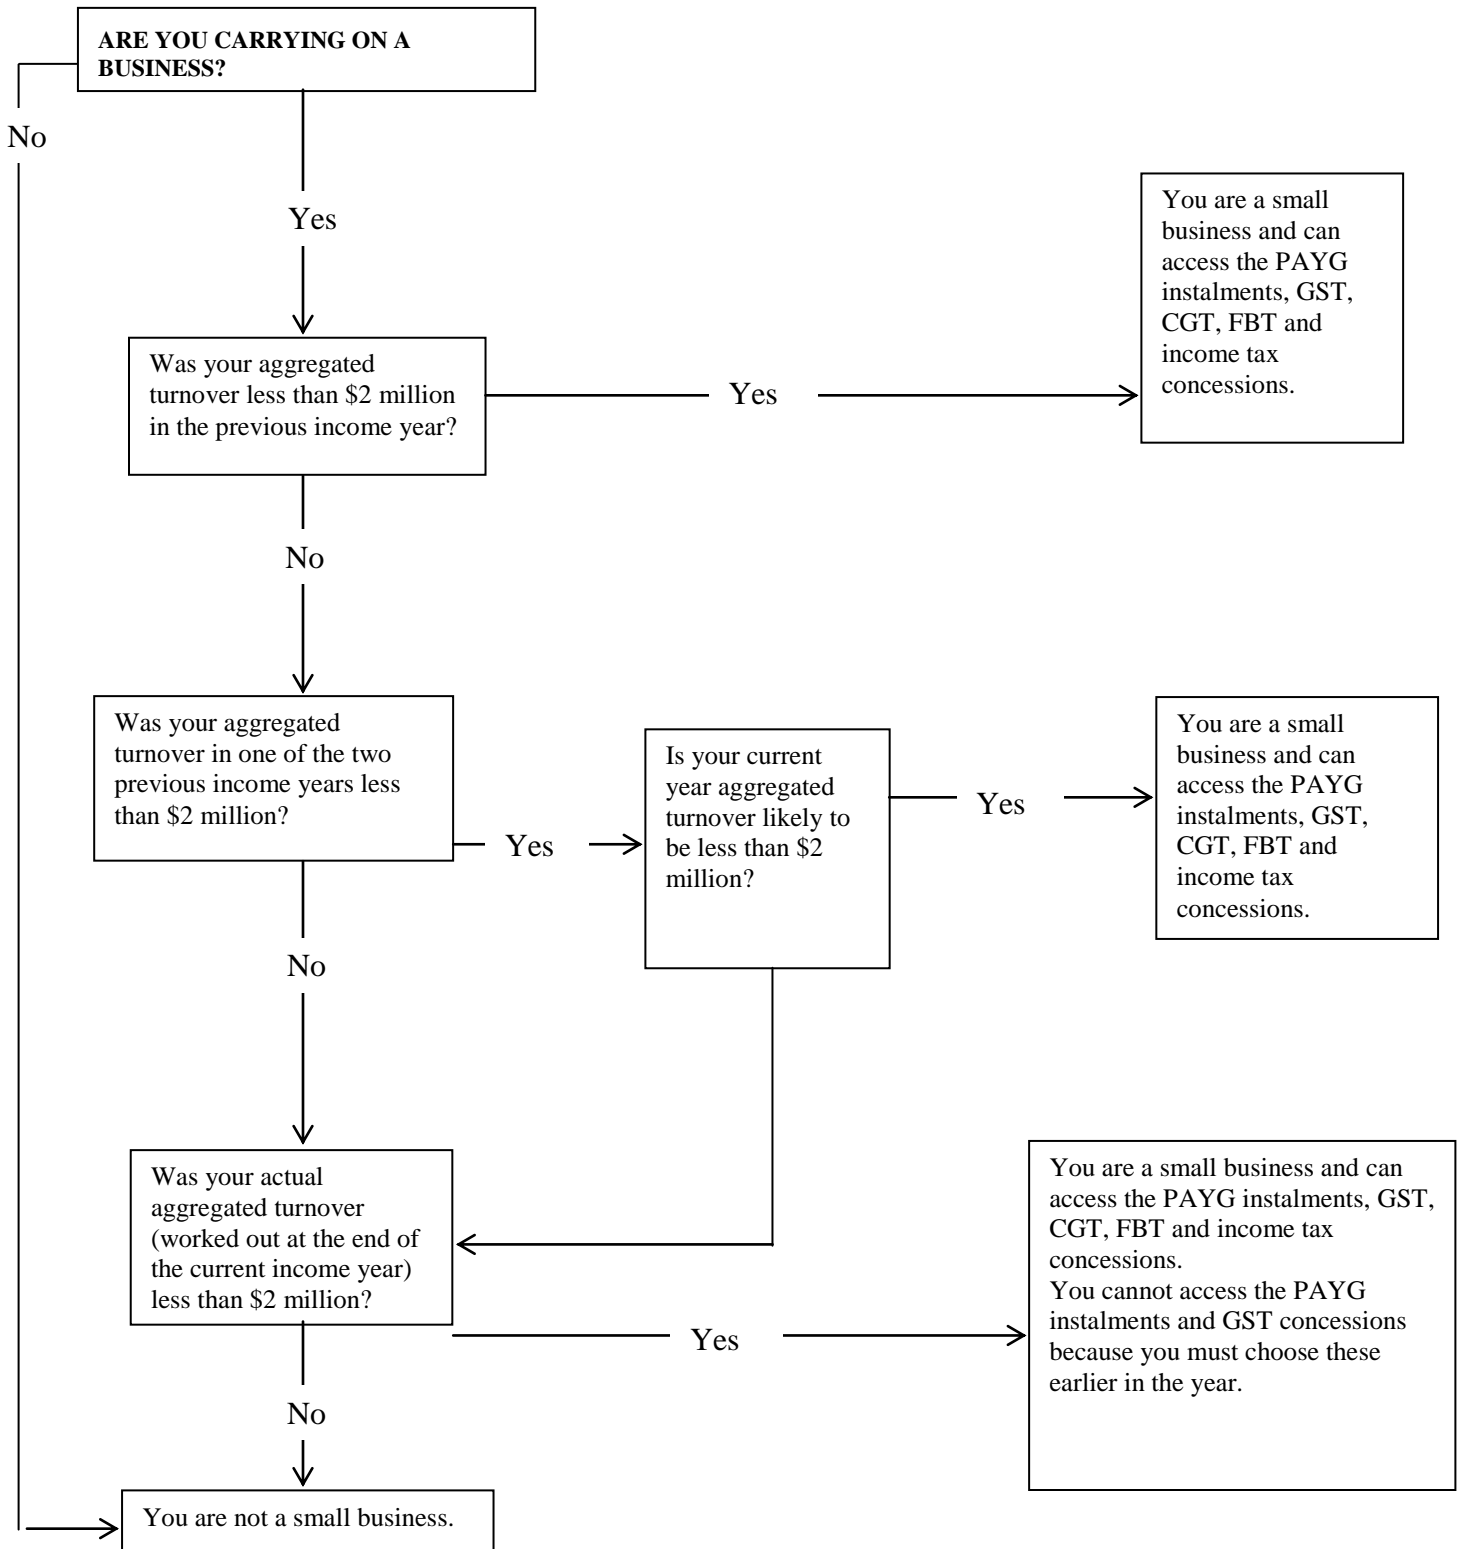 ARE YOU CARRYING ON A
BUSINESS?
No
Yes
You are a small
business and can
access the PAYG
instalments, GST,
CGT, FBT and
income tax
concessions.
Was your aggregated
turnover less than $2 million
in the previous income year?
Yes
No
Was your aggregated
turnover in one of the two
previous income years less
than $2 million?
Yes
Is your current
year aggregated
turnover likely to
be less than $2
million?
Yes
You are a small
business and can
access the PAYG
instalments, GST,
CGT, FBT and
income tax
concessions.
No
Was your actual
aggregated turnover
(worked out at the end of
the current income year)
less than $2 million?
Yes
You are a small business and can
access the PAYG instalments, GST,
CGT, FBT and income tax
concessions.
You cannot access the PAYG
instalments and GST concessions
because you must choose these
earlier in the year.
No
You are not a small business.